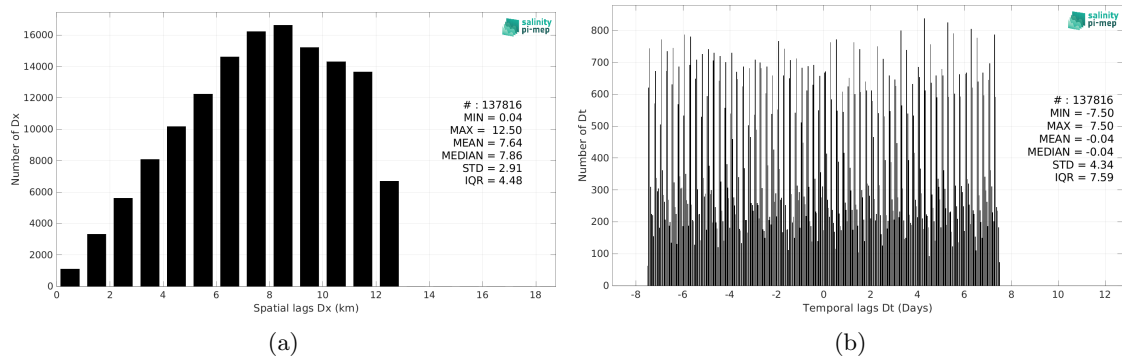 salinity
pi-mep
16000
14000
12000
10000
8000
6000
4000
2000
0
Number of Dx
# : 137816
MIN = 0.04
MAX = 12.50
MEAN = 7.64
MEDIAN = 7.86
STD = 2.91
IQR = 4.48
0 2 4 6 8 10 12 14 16 18
Spatial lags Dx (km)
(a)
salinity
pi-mep
800
700
600
500
400
300
200
100
0
Number of Dt
# : 137816
MIN = -7.50
MAX = 7.50
MEAN = -0.04
MEDIAN = -0.04
STD = 4.34
IQR = 7.59
-8 -6 -4 -2 0 2 4 6 8 10 12
Temporal lags Dt (Days)
(b)